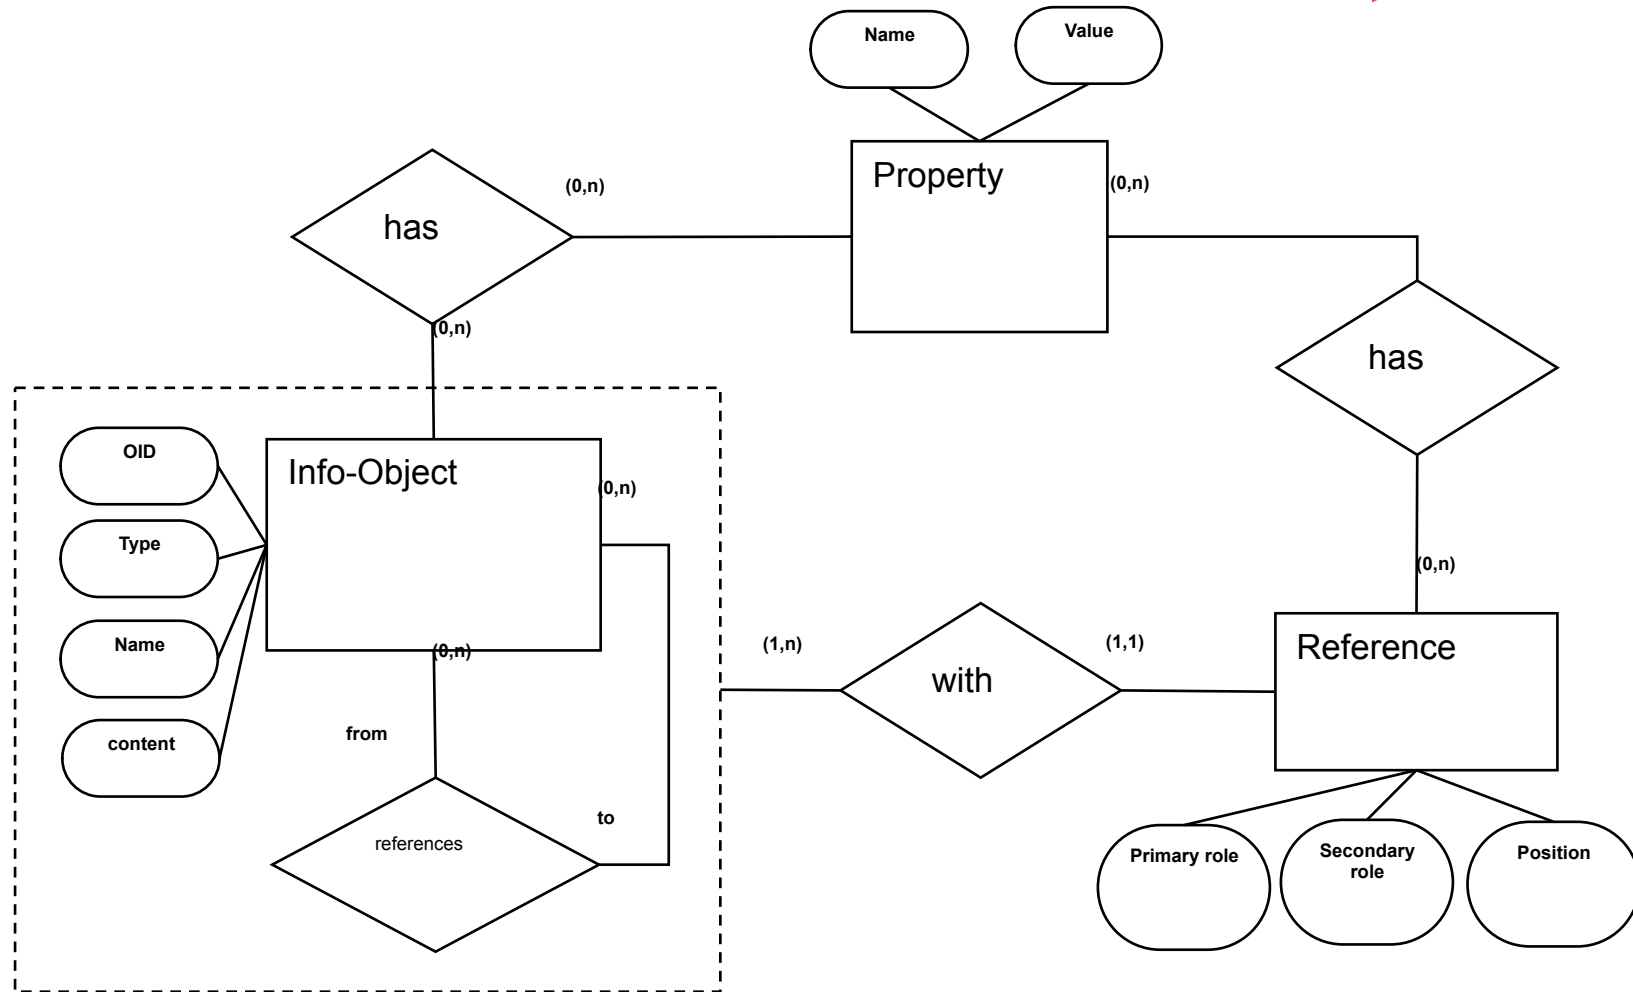 Name
Value
Property
(0,n)
(0,n)
has
(0,n)
has
OID
Info-Object
(0,n)
Type
(0,n)
Name
(0,n)
(1,n)
(1,1)
Reference
with
from
content
to
references
Primary role
Secondary
role
Position